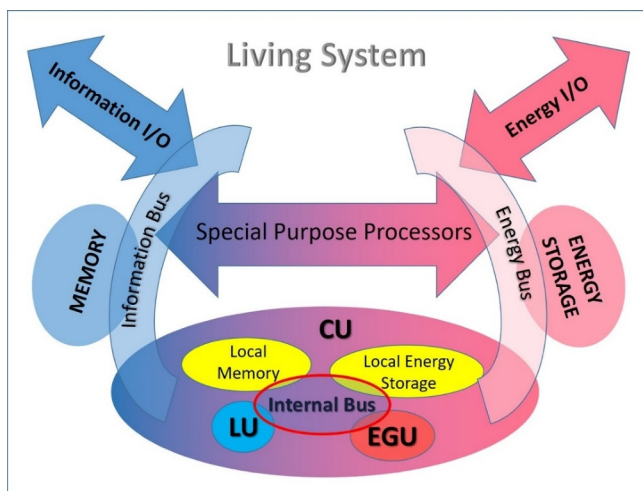 Living System
Information I/O
Energy I/O
Information Bus
Special Purpose Processors
Energy Bus
MEMORY
ENERGY
STORAGE
CU
Local
Memory
Local Energy
Storage
Internal Bus
LU
EGU